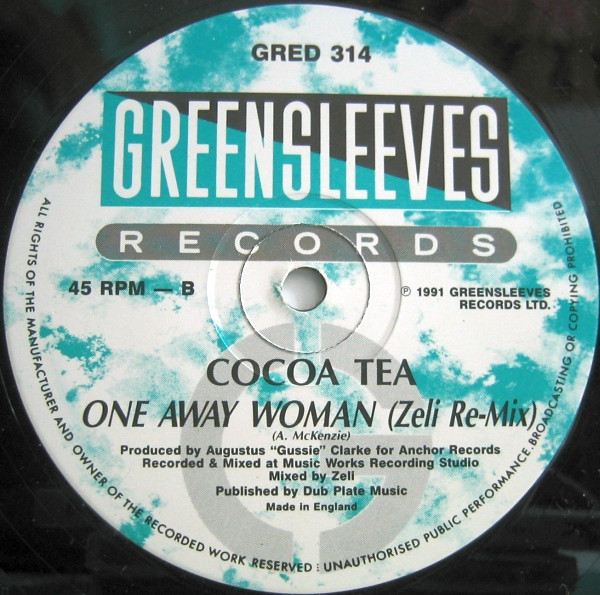 GRED 314
GREENSLEEVES
RECORDS
45 RPM — B
℗ 1991 GREENSLEEVES
RECORDS LTD.
COCOA TEA
ONE AWAY WOMAN (Zeli Re-Mix)
(A. McKenzie)
Produced by Augustus "Gussie" Clarke for Anchor Records
Recorded & Mixed at Music Works Recording Studio
Mixed by Zeli
Published by Dub Plate Music
Made in England
ALL RIGHTS OF THE MANUFACTURER AND OWNER OF THE RECORDED WORK RESERVED : UNAUTHORISED PUBLIC PERFORMANCE. BROADCASTING OR COPYING PROHIBITED